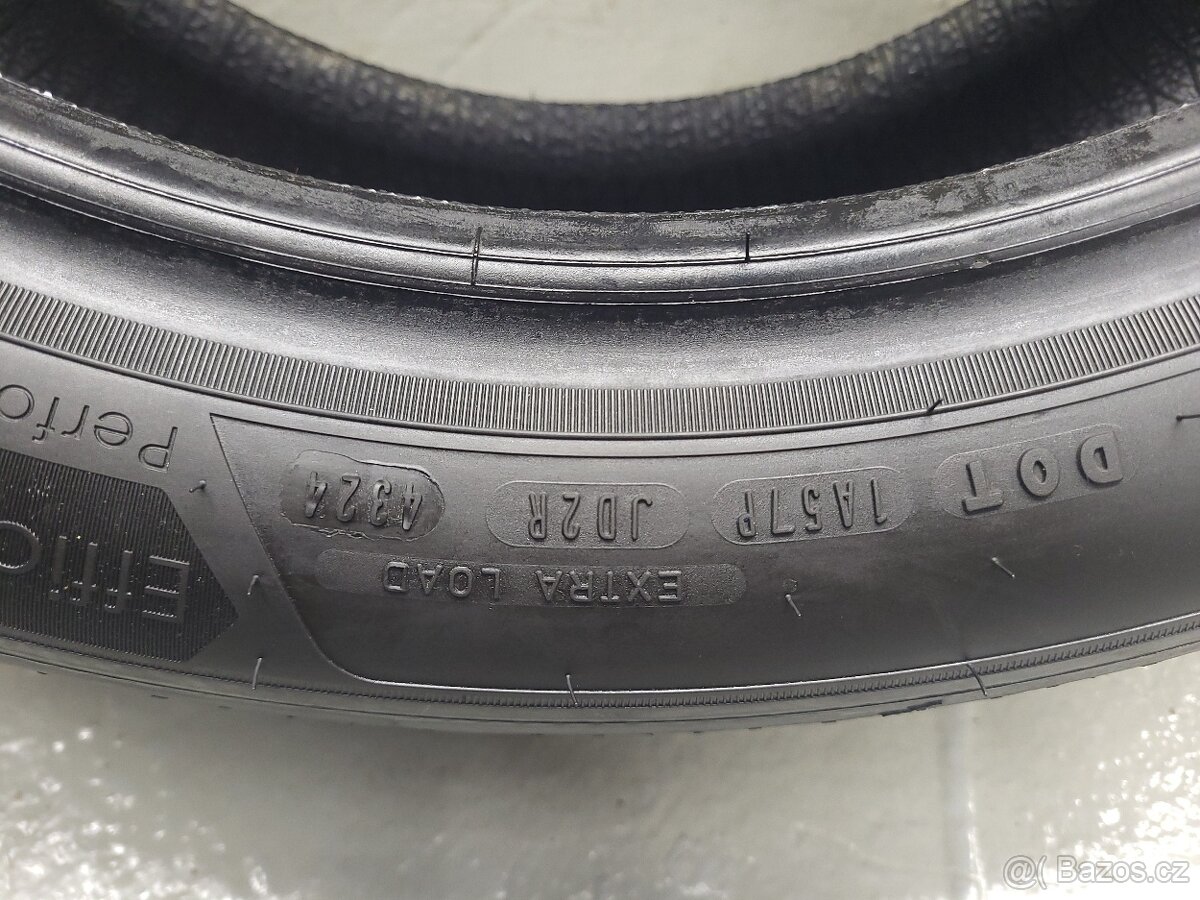 DOT 1A57P JD2R 4324
EXTRA LOAD
Perfo
Effic
@( Bazos.cz